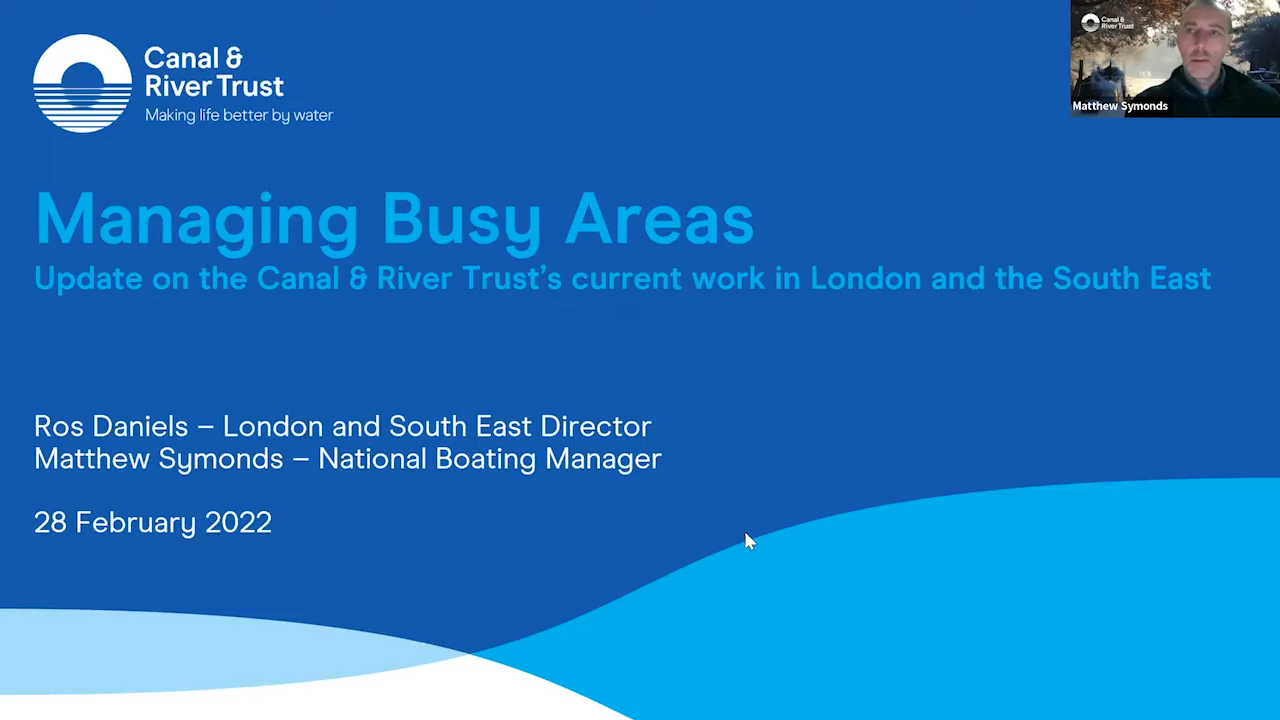 Canal &
River Trust
Making life better by water
Canal &
River Trust
Matthew Symonds
Managing Busy Areas
Update on the Canal & River Trust's current work in London and the South East
Ros Daniels – London and South East Director
Matthew Symonds – National Boating Manager
28 February 2022